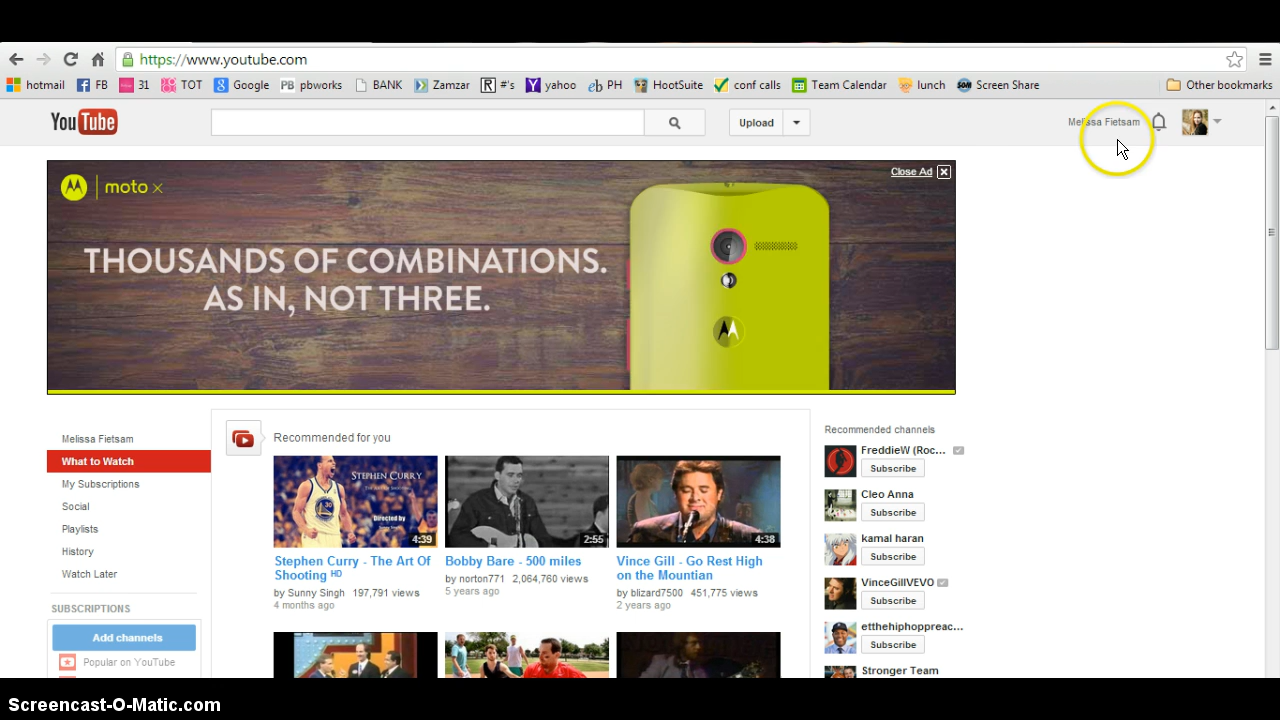 https://www.youtube.com
hotmail FB 31 TOT Google PB pbworks BANK Zamzar R #'s yahoo eb PH HootSuite conf calls Team Calendar lunch SOM Screen Share Other bookmarks
YouTube Upload Melissa Fietsam
moto x Close Ad
THOUSANDS OF COMBINATIONS.
AS IN, NOT THREE.
Melissa Fietsam
What to Watch
My Subscriptions
Social
Playlists
History
Watch Later
SUBSCRIPTIONS
Add channels
Popular on YouTube
Recommended for you
STEPHEN CURRY
Directed by
30
4:39
Stephen Curry - The Art Of
Shooting HD
by Sunny Singh 197,791 views
4 months ago
2:55
Bobby Bare - 500 miles
by norton771 2,064,760 views
5 years ago
4:38
Vince Gill - Go Rest High
on the Mountian
by blizard7500 451,775 views
2 years ago
Recommended channels
FreddieW (Roc...
Subscribe
Cleo Anna
Subscribe
kamal haran
Subscribe
VinceGillVEVO
Subscribe
etthehiphoppreac...
Subscribe
Stronger Team
Screencast-O-Matic.com